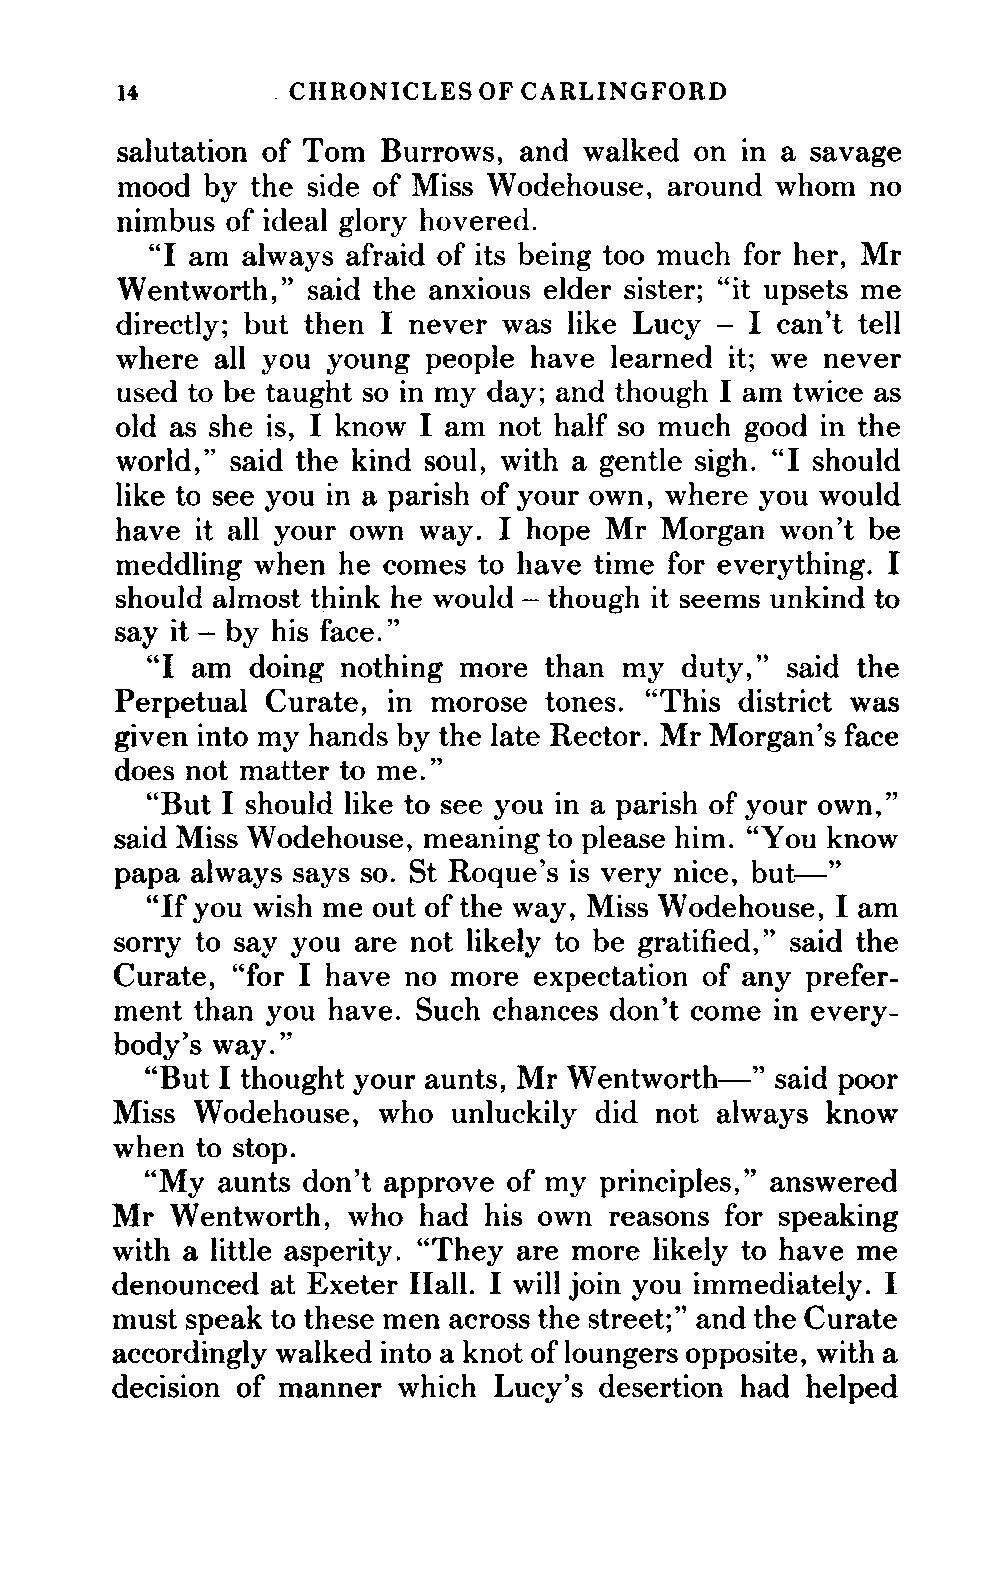 14 CHRONICLES OF CARLINGFORD
salutation of Tom Burrows, and walked on in a savage
mood by the side of Miss Wodehouse, around whom no
nimbus of ideal glory hovered.
“I am always afraid of its being too much for her, Mr
Wentworth,” said the anxious elder sister; “it upsets me
directly; but then I never was like Lucy – I can’t tell
where all you young people have learned it; we never
used to be taught so in my day; and though I am twice as
old as she is, I know I am not half so much good in the
world,” said the kind soul, with a gentle sigh. “I should
like to see you in a parish of your own, where you would
have it all your own way. I hope Mr Morgan won’t be
meddling when he comes to have time for everything. I
should almost think he would – though it seems unkind to
say it – by his face.”
“I am doing nothing more than my duty,” said the
Perpetual Curate, in morose tones. “This district was
given into my hands by the late Rector. Mr Morgan’s face
does not matter to me.”
“But I should like to see you in a parish of your own,”
said Miss Wodehouse, meaning to please him. “You know
papa always says so. St Roque’s is very nice, but—”
“If you wish me out of the way, Miss Wodehouse, I am
sorry to say you are not likely to be gratified,” said the
Curate, “for I have no more expectation of any prefer-
ment than you have. Such chances don’t come in every-
body’s way.”
“But I thought your aunts, Mr Wentworth—” said poor
Miss Wodehouse, who unluckily did not always know
when to stop.
“My aunts don’t approve of my principles,” answered
Mr Wentworth, who had his own reasons for speaking
with a little asperity. “They are more likely to have me
denounced at Exeter Hall. I will join you immediately. I
must speak to these men across the street;” and the Curate
accordingly walked into a knot of loungers opposite, with a
decision of manner which Lucy’s desertion had helped